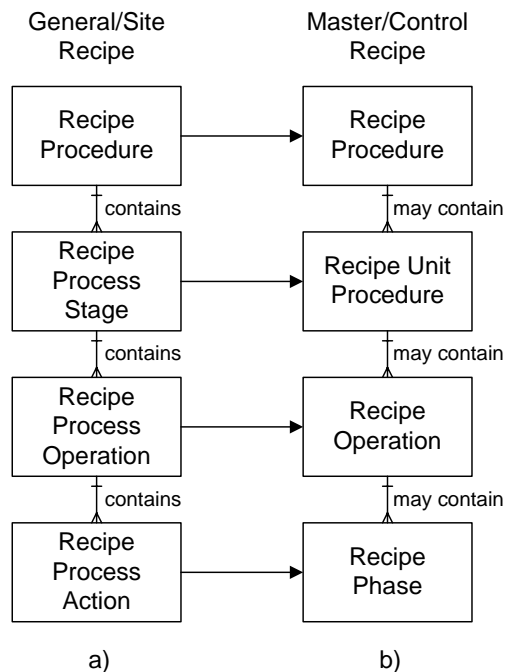 General/Site
Recipe
Master/Control
Recipe
Recipe
Procedure
Recipe
Procedure
contains
may contain
Recipe
Process
Stage
Recipe Unit
Procedure
contains
may contain
Recipe
Process
Operation
Recipe
Operation
contains
may contain
Recipe
Process
Action
Recipe
Phase
a)
b)